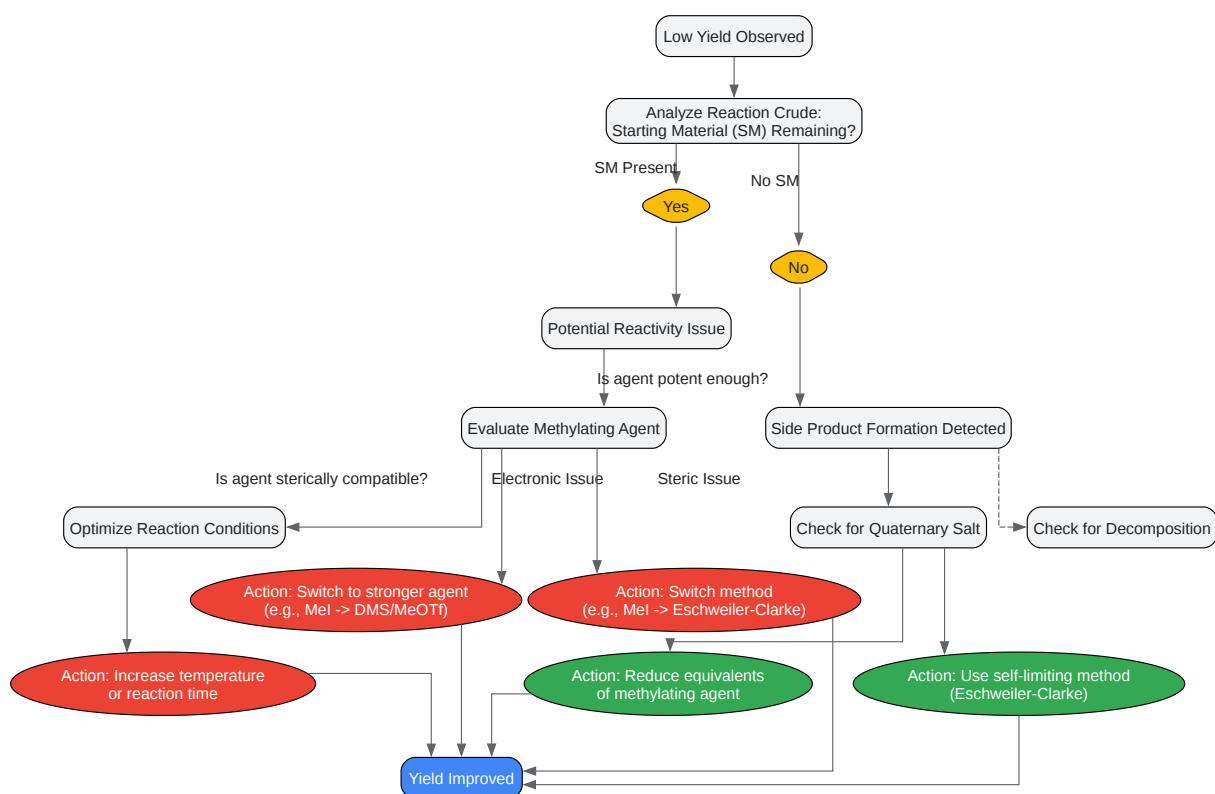 Low Yield Observed
Analyze Reaction Crude:
Starting Material (SM) Remaining?
SM Present
No SM
Yes
No
Potential Reactivity Issue
Is agent potent enough?
Evaluate Methylating Agent
Side Product Formation Detected
Is agent sterically compatible?
Electronic Issue
Steric Issue
Optimize Reaction Conditions
Check for Quaternary Salt
Check for Decomposition
Action: Switch to stronger agent
(e.g., MeI -> DMS/MeOTf)
Action: Switch method
(e.g., MeI -> Eschweiler-Clarke)
Action: Increase temperature
or reaction time
Action: Reduce equivalents
of methylating agent
Action: Use self-limiting method
(Eschweiler-Clarke)
Yield Improved